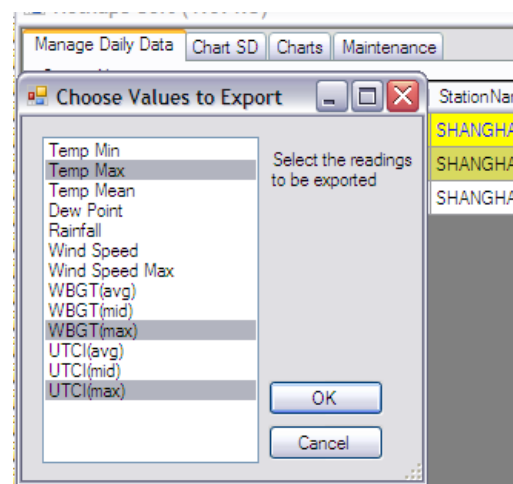 Manage Daily Data Chart SD Charts Maintenance
Choose Values to Export
StationNa
SHANGHA
SHANGHA
SHANGHA
Temp Min
Temp Max
Temp Mean
Dew Point
Rainfall
Wind Speed
Wind Speed Max
WBGT(avg)
WBGT(mid)
WBGT(max)
UTCI(avg)
UTCI(mid)
UTCI(max)
Select the readings
to be exported
OK
Cancel